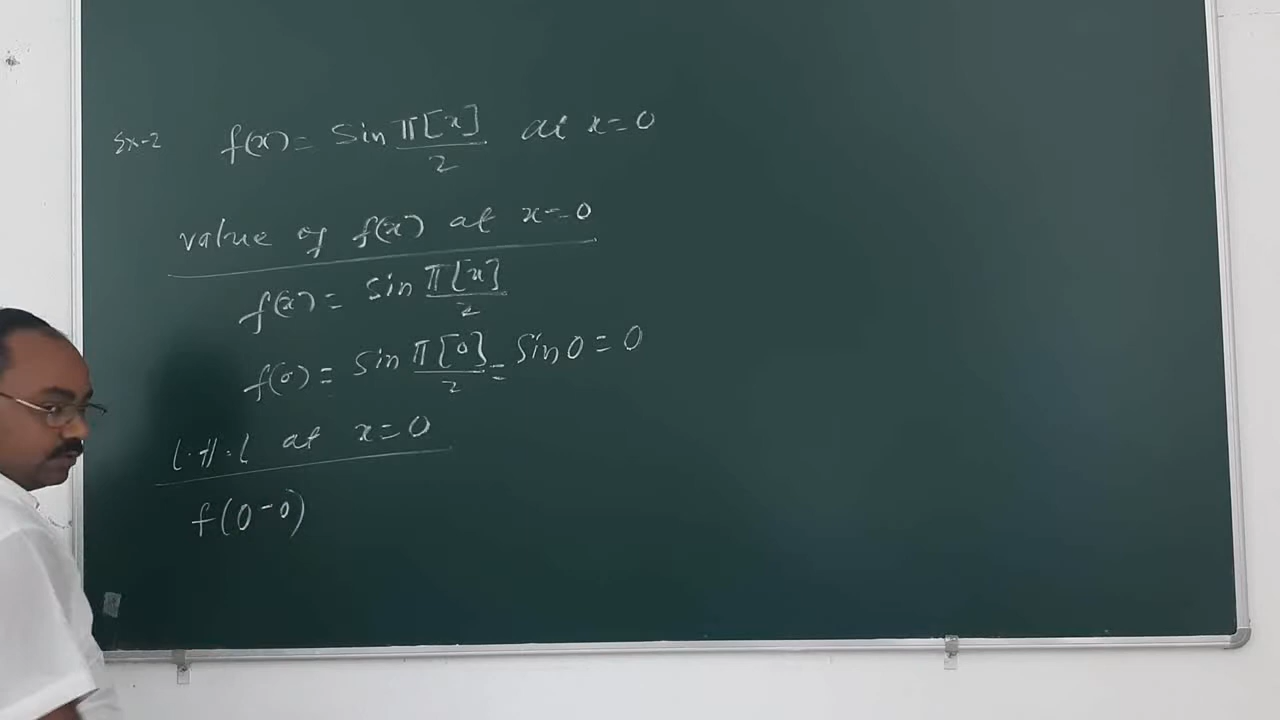 Ex-2 f(x) = Sin π[x]/2 at x=0
value of f(x) at x=0
f(x) = Sin π[x]/2
f(0) = Sin π[0]/2 = Sin 0 = 0
L.H.L at x=0
f(0-0)